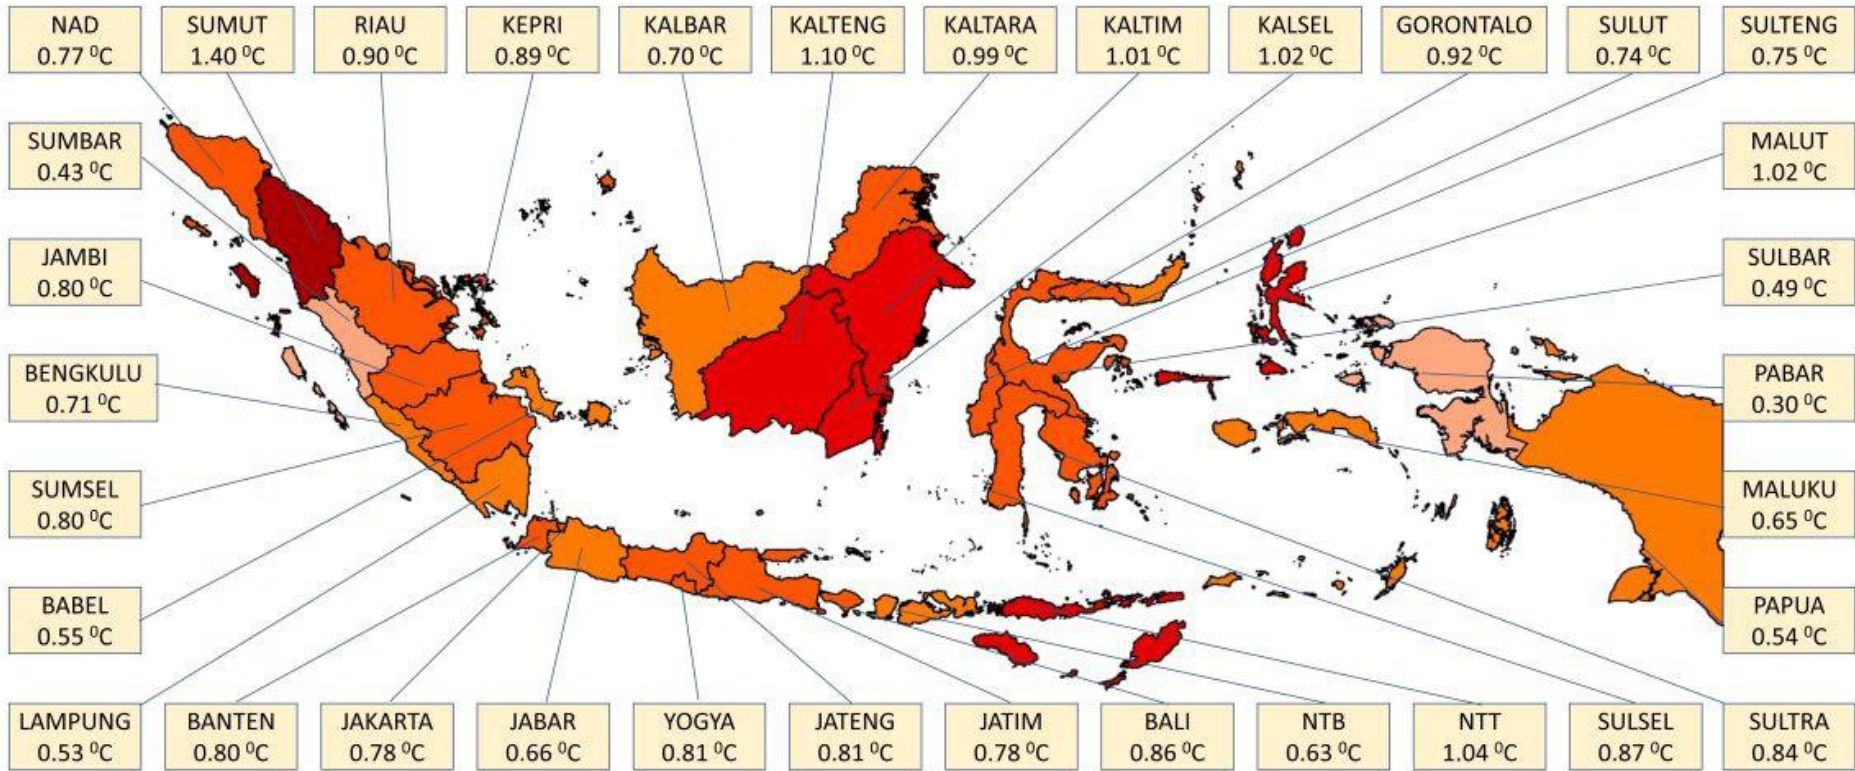 NAD
0.77 ⁰C
SUMUT
1.40 ⁰C
RIAU
0.90 ⁰C
KEPRI
0.89 ⁰C
KALBAR
0.70 ⁰C
KALTENG
1.10 ⁰C
KALTARA
0.99 ⁰C
KALTIM
1.01 ⁰C
KALSEL
1.02 ⁰C
GORONTALO
0.92 ⁰C
SULUT
0.74 ⁰C
SULTENG
0.75 ⁰C
SUMBAR
0.43 ⁰C
MALUT
1.02 ⁰C
JAMBI
0.80 ⁰C
SULBAR
0.49 ⁰C
BENGKULU
0.71 ⁰C
PABAR
0.30 ⁰C
SUMSEL
0.80 ⁰C
MALUKU
0.65 ⁰C
BABEL
0.55 ⁰C
PAPUA
0.54 ⁰C
LAMPUNG
0.53 ⁰C
BANTEN
0.80 ⁰C
JAKARTA
0.78 ⁰C
JABAR
0.66 ⁰C
YOGYA
0.81 ⁰C
JATENG
0.81 ⁰C
JATIM
0.78 ⁰C
BALI
0.86 ⁰C
NTB
0.63 ⁰C
NTT
1.04 ⁰C
SULSEL
0.87 ⁰C
SULTRA
0.84 ⁰C